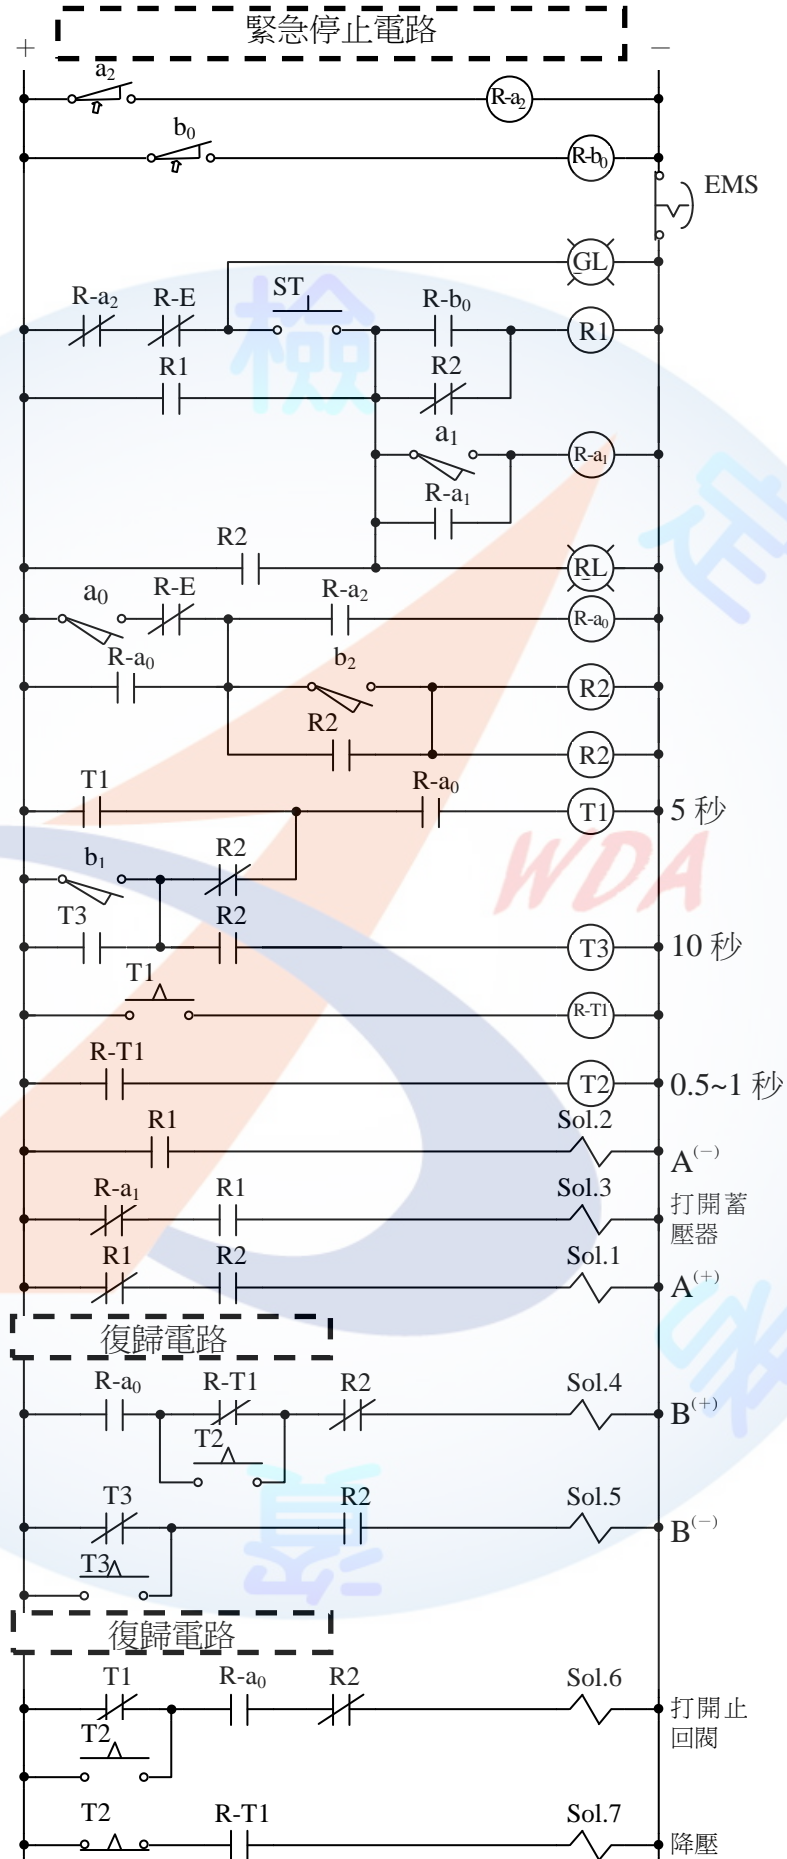 緊急停止電路
+ −
a2
R-a2
b0
R-b0
EMS
GL
R-a2 R-E ST R-b0
R1
R1 R2
a1
R-a1
R-a1
R2
RL
a0 R-E R-a2
R-a0
R-a0 b2
R2
R2
R2
T1 R-a0
T1 5 秒
b1 R2
T3 R2
T3 10 秒
T1
R-T1
R-T1
T2 0.5~1 秒
R1 Sol.2
A(−)
R-a1 R1 Sol.3
打開蓄
壓器
R1 R2 Sol.1
A(+)
復歸電路
R-a0 R-T1 R2 Sol.4
B(+)
T2
T3 R2 Sol.5
B(−)
T3
復歸電路
T1 R-a0 R2 Sol.6
打開止
回閥
T2
T2 R-T1 Sol.7
降壓
檢
定
WDA
資